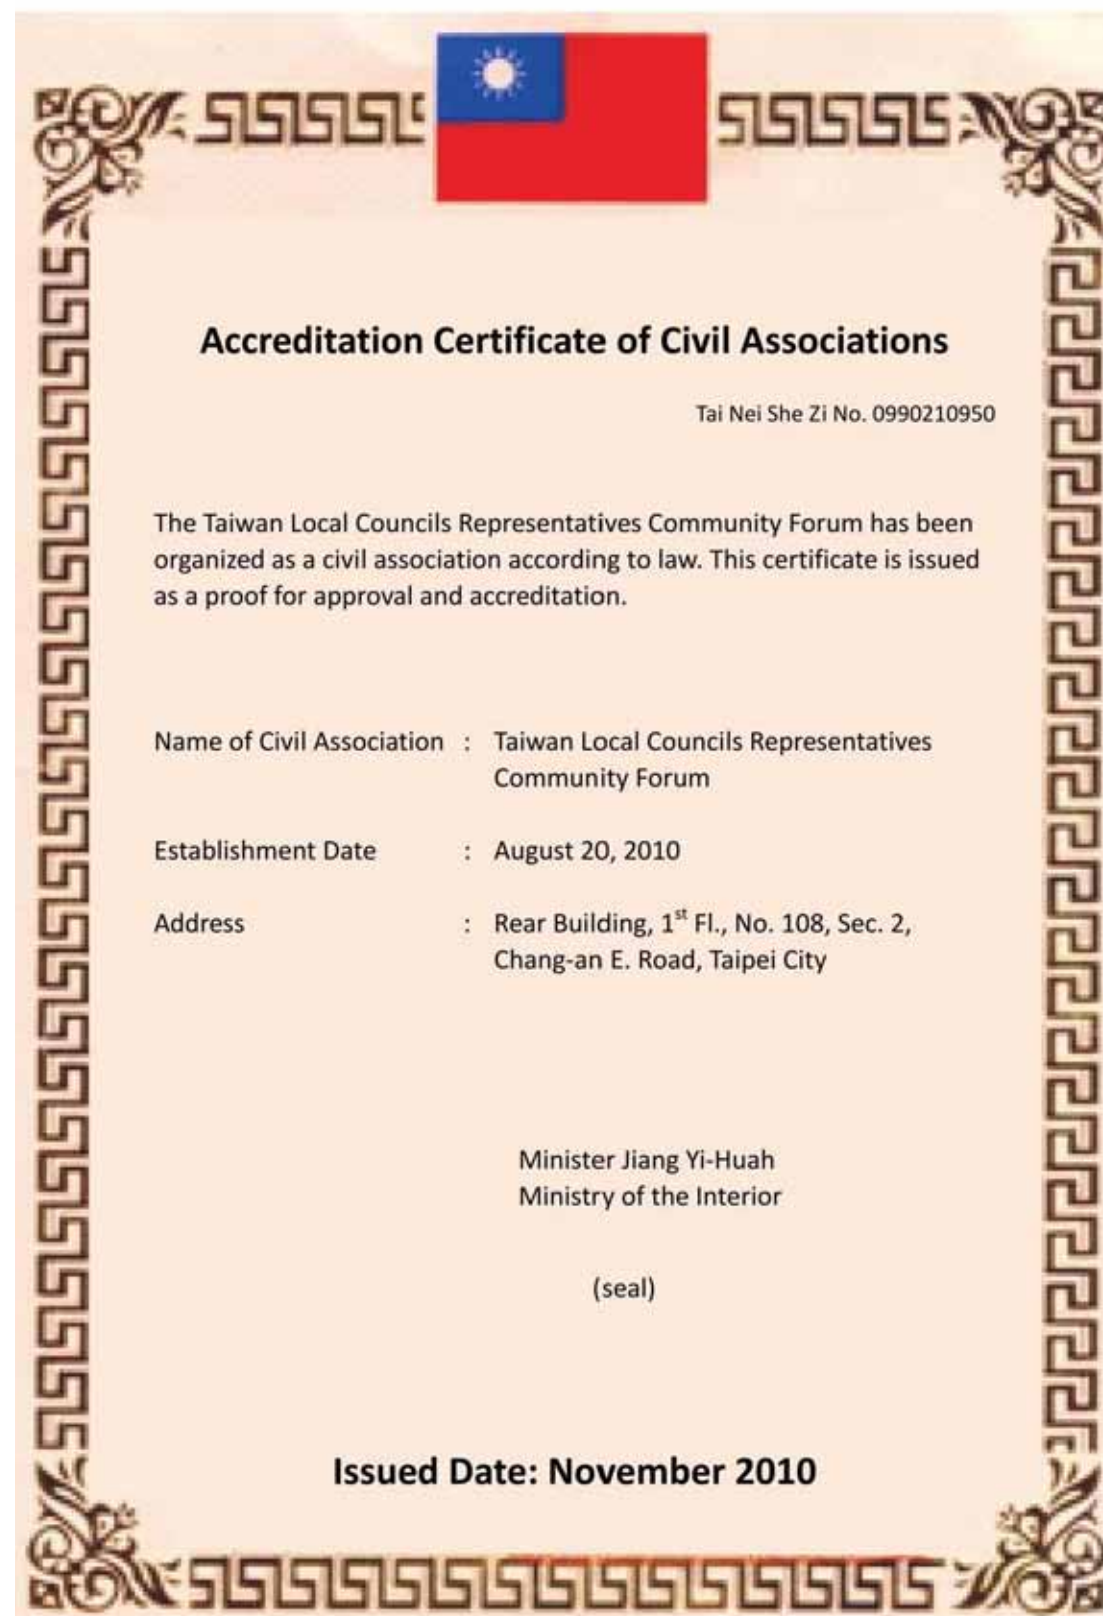 Accreditation Certificate of Civil Associations
Tai Nei She Zi No. 0990210950
The Taiwan Local Councils Representatives Community Forum has been
organized as a civil association according to law. This certificate is issued
as a proof for approval and accreditation.
Name of Civil Association : Taiwan Local Councils Representatives
Community Forum
Establishment Date : August 20, 2010
Address : Rear Building, 1st Fl., No. 108, Sec. 2,
Chang-an E. Road, Taipei City
Minister Jiang Yi-Huah
Ministry of the Interior
(seal)
Issued Date: November 2010